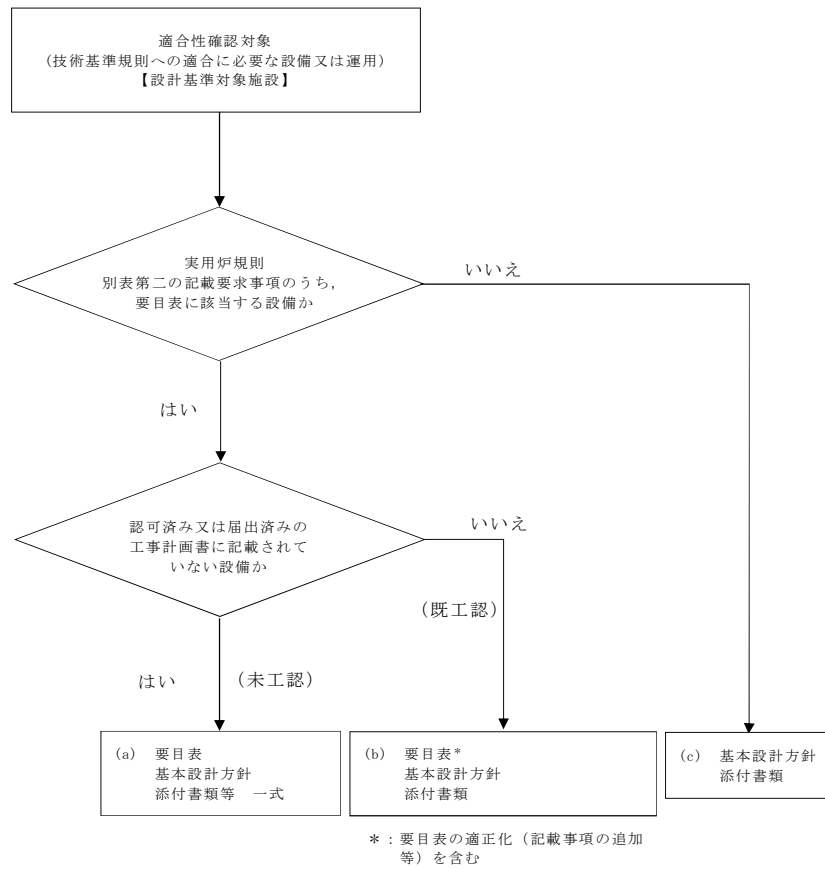 適合性確認対象
(技術基準規則への適合に必要な設備又は運用)
【設計基準対象施設】
実用炉規則
別表第二の記載要求事項のうち，
要目表に該当する設備か
いいえ
はい
認可済み又は届出済みの
工事計画書に記載されて
いない設備か
いいえ
(既工認)
はい (未工認)
(a) 要目表
基本設計方針
添付書類等　一式
(b) 要目表*
基本設計方針
添付書類
(c) 基本設計方針
添付書類
*：要目表の適正化（記載事項の追加
等）を含む